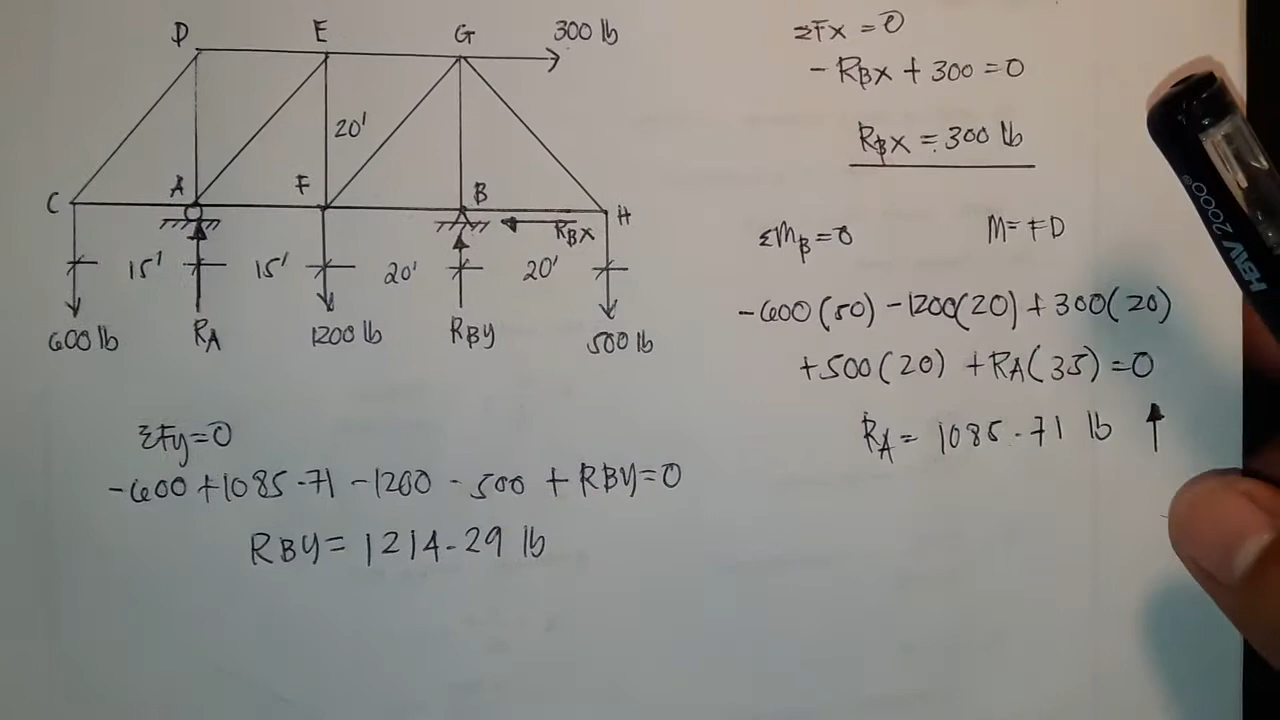 D E G 300 lb
20'
C A F B H
RBX
15' 15' 20' 20'
600 lb RA 1200 lb RBY 500 lb
ΣFy=0
-600 +1085.71 -1200 - 500 + RBY=0
RBY= 1214.29 lb
ΣFx =0
- RBX + 300 =0
RBX = 300 lb
ΣMB=0 M= FD
-600(50) -1200(20) + 300(20)
+500(20) +RA(35)=0
RA= 1085.71 lb ↑
HBW 2000